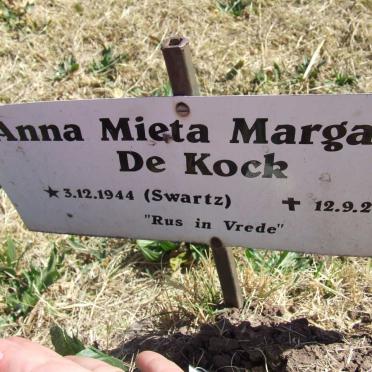 Anna Mieta Marga
De Kock
★ 3.12.1944 (Swartz) ✝ 12.9.2
"Rus in Vrede"